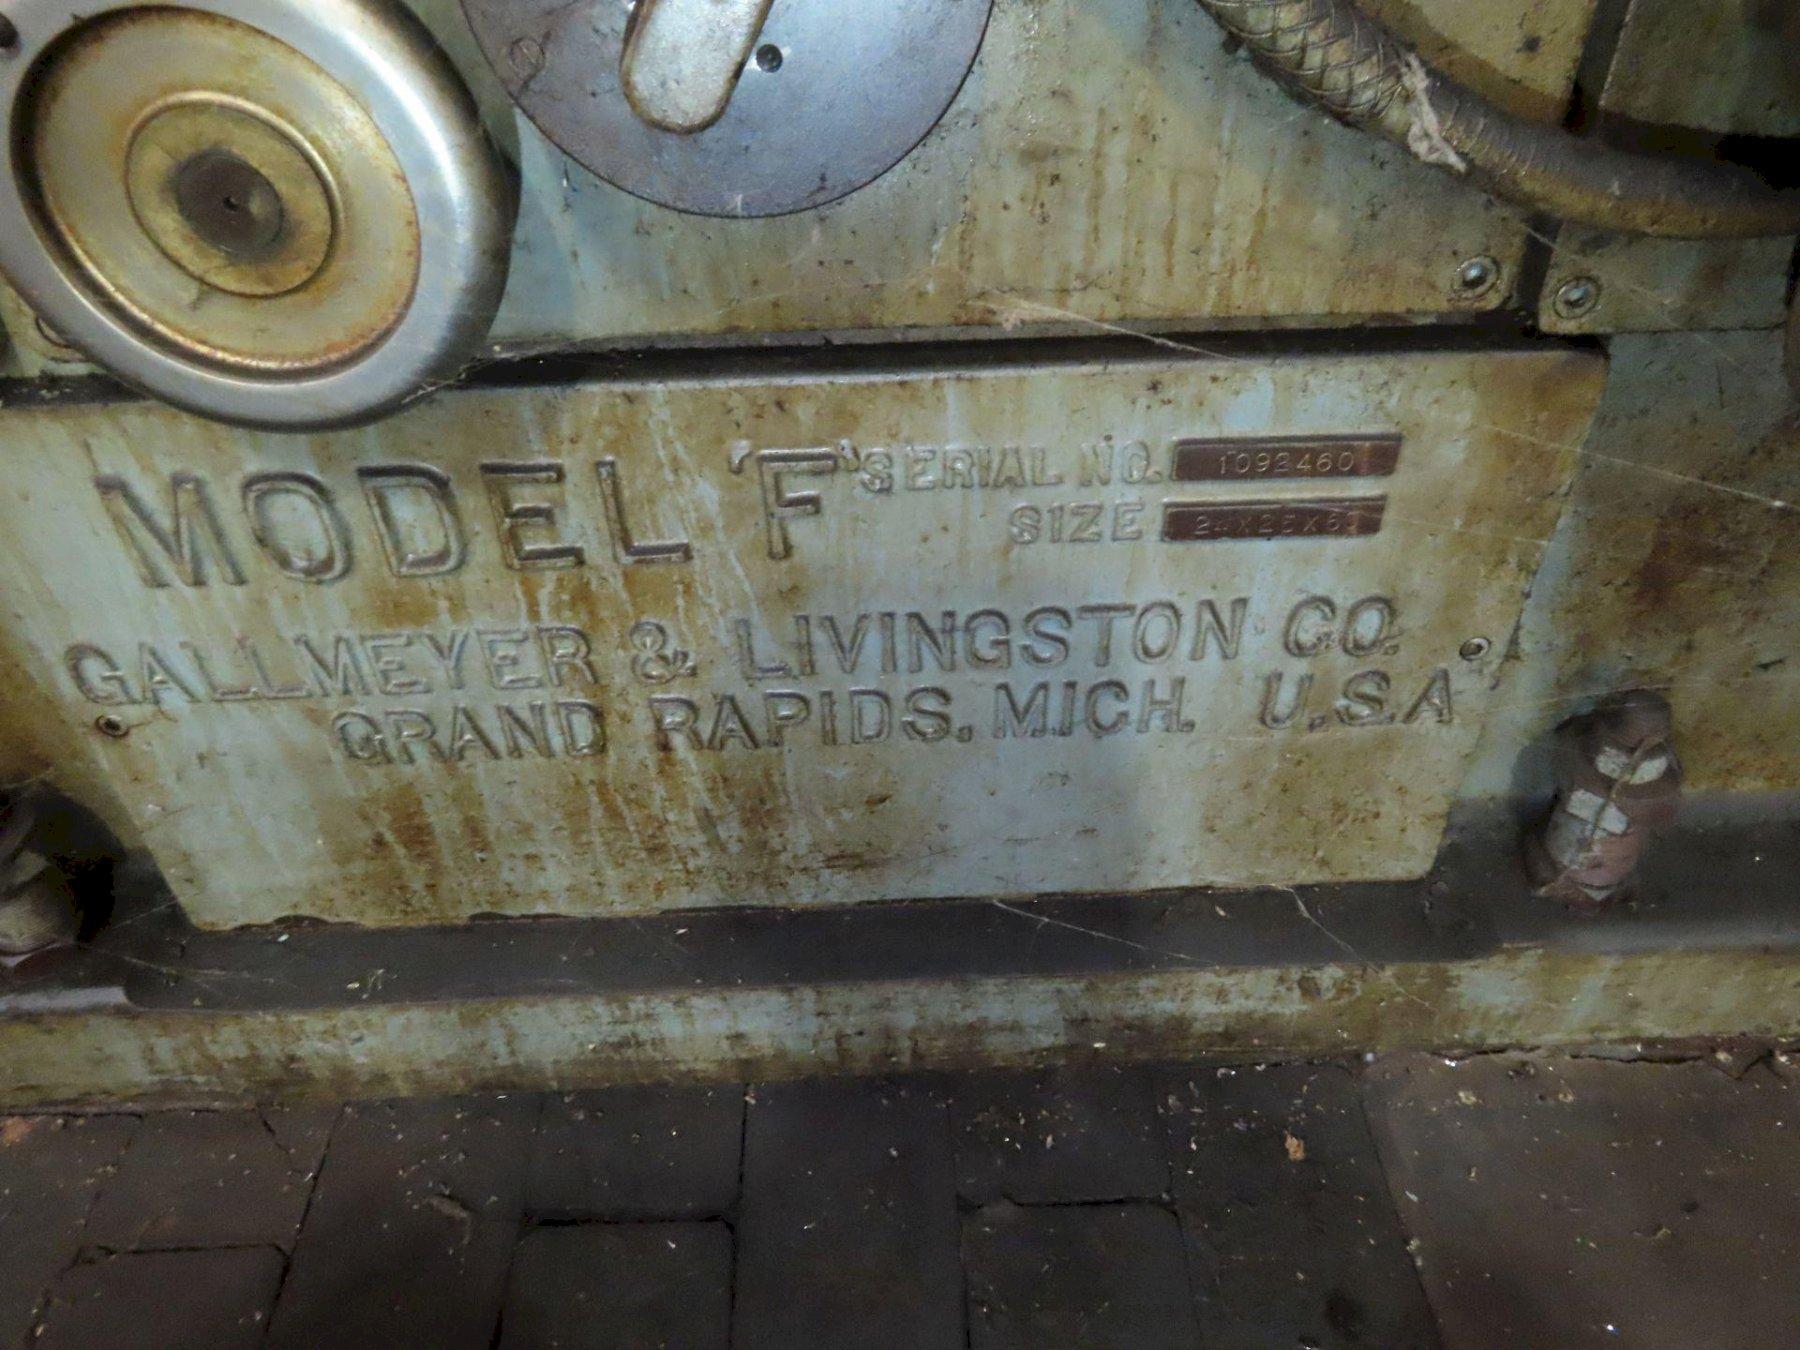 MODEL "F" SERIAL NO. 1092460
SIZE
GALLMEYER & LIVINGSTON CO.
GRAND RAPIDS, MICH. U.S.A